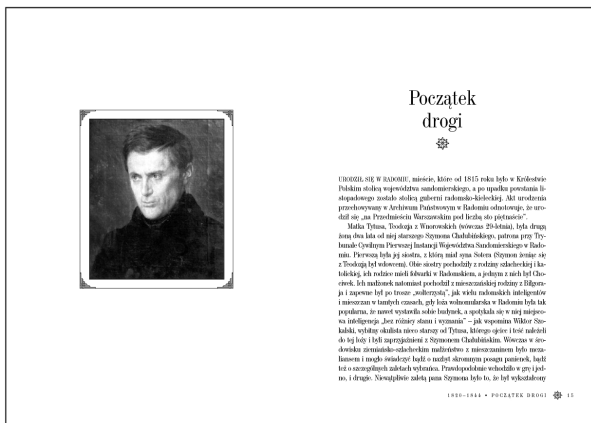 Początek
drogi
URODZIŁ SIĘ W RADOMIU, mieście, które od 1815 roku było w Królestwie
Polskim stolicą województwa sandomierskiego, a po upadku powstania li-
stopadowego zostało stolicą guberni radomsko-kieleckiej. Akt urodzenia
przechowywany w Archiwum Państwowym w Radomiu odnotowuje, że uro-
dził się „na Przedmieściu Warszawskim pod liczbą sto piętnaście”.
Matka Tytusa, Teodozja z Wnorowskich (wówczas 29-letnia), była drugą
żoną dwa lata od niej starszego Szymona Chałubińskiego, patrona przy Try-
bunale Cywilnym Pierwszej Instancji Województwa Sandomierskiego w Rado-
miu. Pierwszą była jej siostra, z którą miał syna Sotera (Szymon żeniąc się
z Teodozją był wdowcem). Obie siostry pochodziły z rodziny szlacheckiej i ka-
tolickiej, ich rodzice mieli folwarki w Radomskiem, a jednym z nich był Cho-
ciwek. Ich małżonek natomiast pochodził z mieszczańskiej rodziny z Biłgora-
ja i zapewne był po trosze „wolterzystą”, jak wielu radomskich inteligentów
i mieszczan w tamtych czasach, gdy loża wolnomularska w Radomiu była tak
popularna, że nawet wystawiła sobie budynek, a spotykała się w niej miejsco-
wa inteligencja „bez różnicy stanu i wyznania” – jak wspomina Wiktor Szo-
kalski, wybitny okulista nieco starszy od Tytusa, którego ojciec i teść należeli
do tej loży i byli zaprzyjaźnieni z Szymonem Chałubińskim. Wówczas w śro-
dowisku ziemiańsko-szlacheckim małżeństwo z mieszczaninem było meza-
liansem i mogło świadczyć bądź o nazbyt skromnym posagu panienek, bądź
też o szczególnych zaletach wybrańca. Prawdopodobnie wchodziło w grę i jed-
no, i drugie. Niewątpliwie zaletą pana Szymona było to, że był wykształcony
1820–1844 • POCZĄTEK DROGI 15